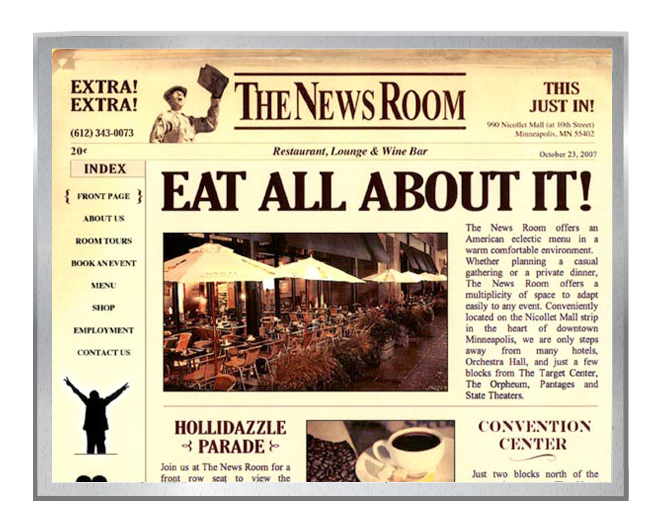 EXTRA!
EXTRA!
(612) 343-0073
THE NEWS ROOM
THIS
JUST IN!
990 Nicollet Mall (at 10th Street)
Minneapolis, MN 55402
20¢
Restaurant, Lounge & Wine Bar
October 23, 2007
INDEX
FRONT PAGE
ABOUT US
ROOM TOURS
BOOK AN EVENT
MENU
SHOP
EMPLOYMENT
CONTACT US
EAT ALL ABOUT IT!
The News Room offers an
American eclectic menu in a
warm comfortable environment.
Whether planning a casual
gathering or a private dinner,
The News Room offers a
multiplicity of space to adapt
easily to any event. Conveniently
located on the Nicollet Mall strip
in the heart of downtown
Minneapolis, we are only steps
away from many hotels,
Orchestra Hall, and just a few
blocks from The Target Center,
The Orpheum, Pantages and
State Theaters.
HOLLIDAZZLE
PARADE
Join us at The News Room for a
front row seat to view the
CONVENTION
CENTER
Just two blocks north of the